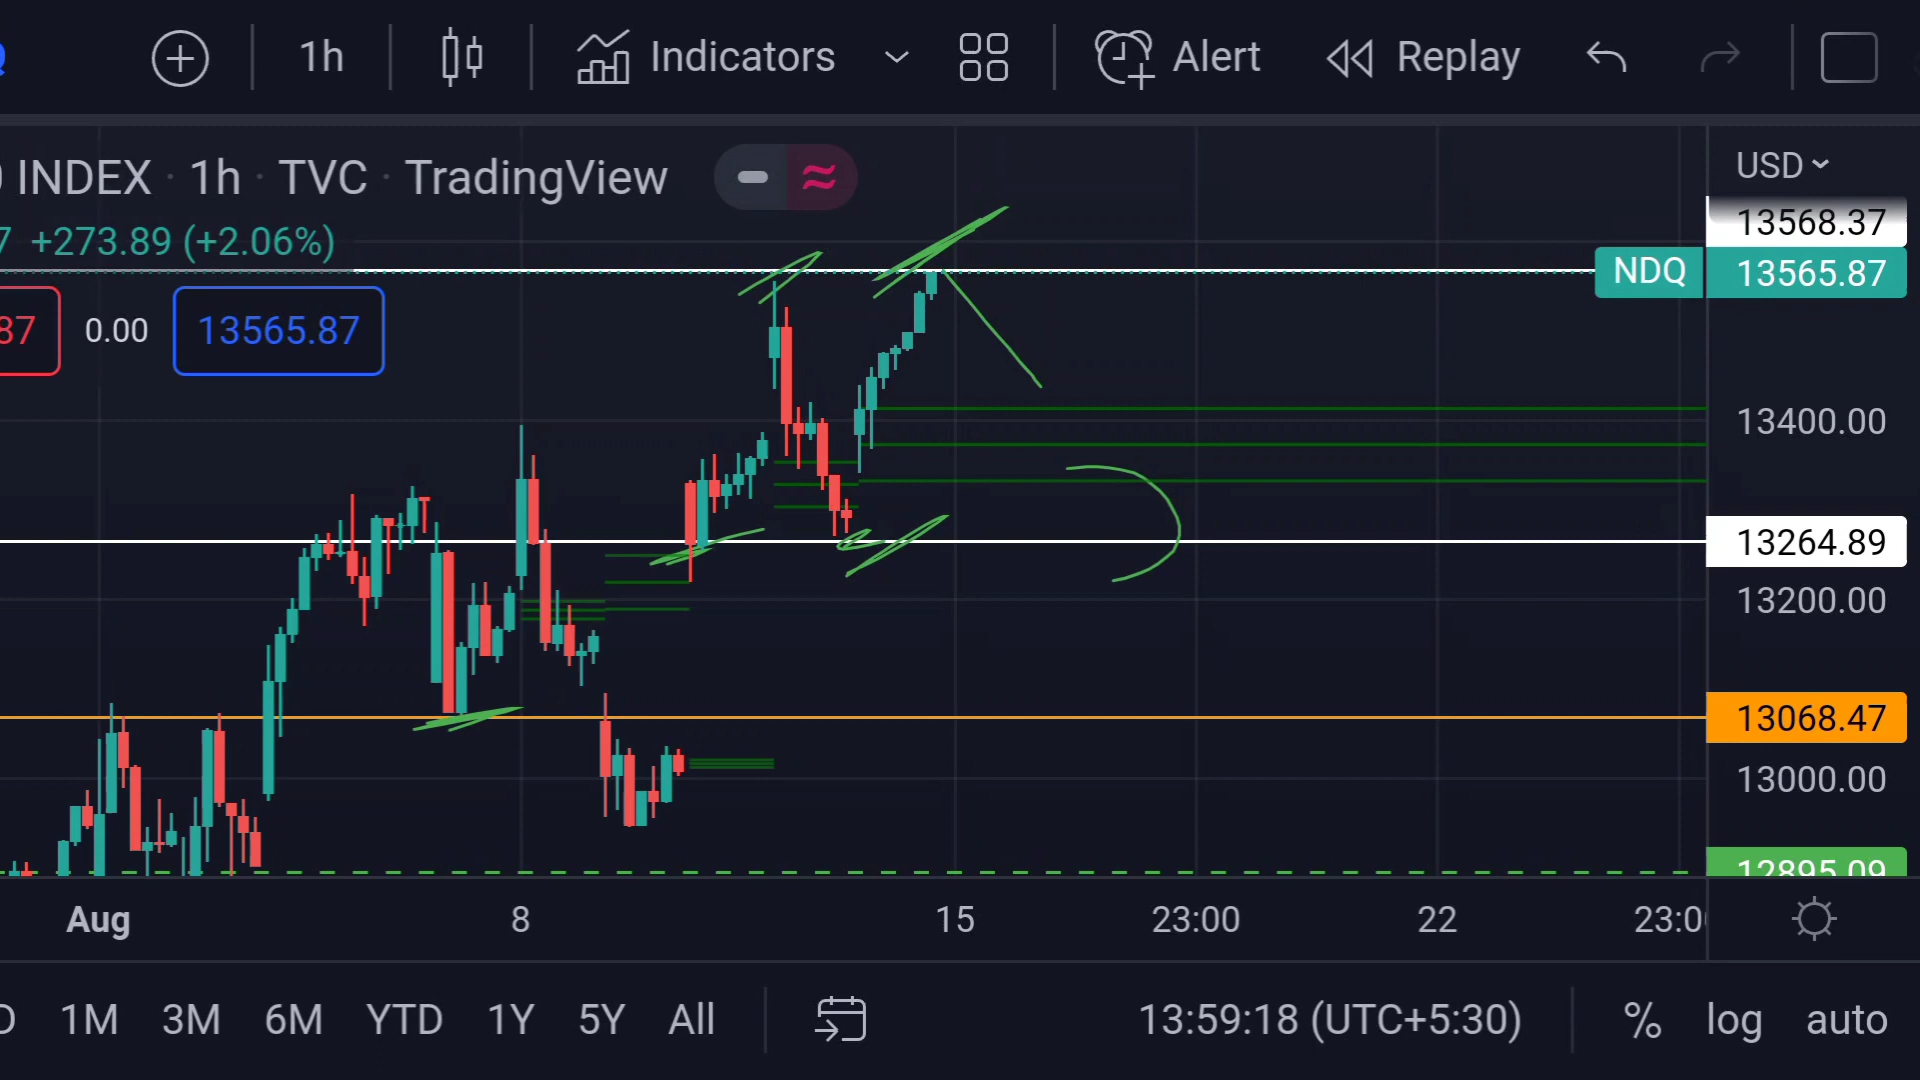 1h Indicators Alert Replay
INDEX · 1h · TVC · TradingView
USD
+273.89 (+2.06%)
13568.37
NDQ 13565.87
87 0.00 13565.87
13400.00
13264.89
13200.00
13068.47
13000.00
12895.09
Aug 8 15 23:00 22 23:00
1M 3M 6M YTD 1Y 5Y All 13:59:18 (UTC+5:30) % log auto